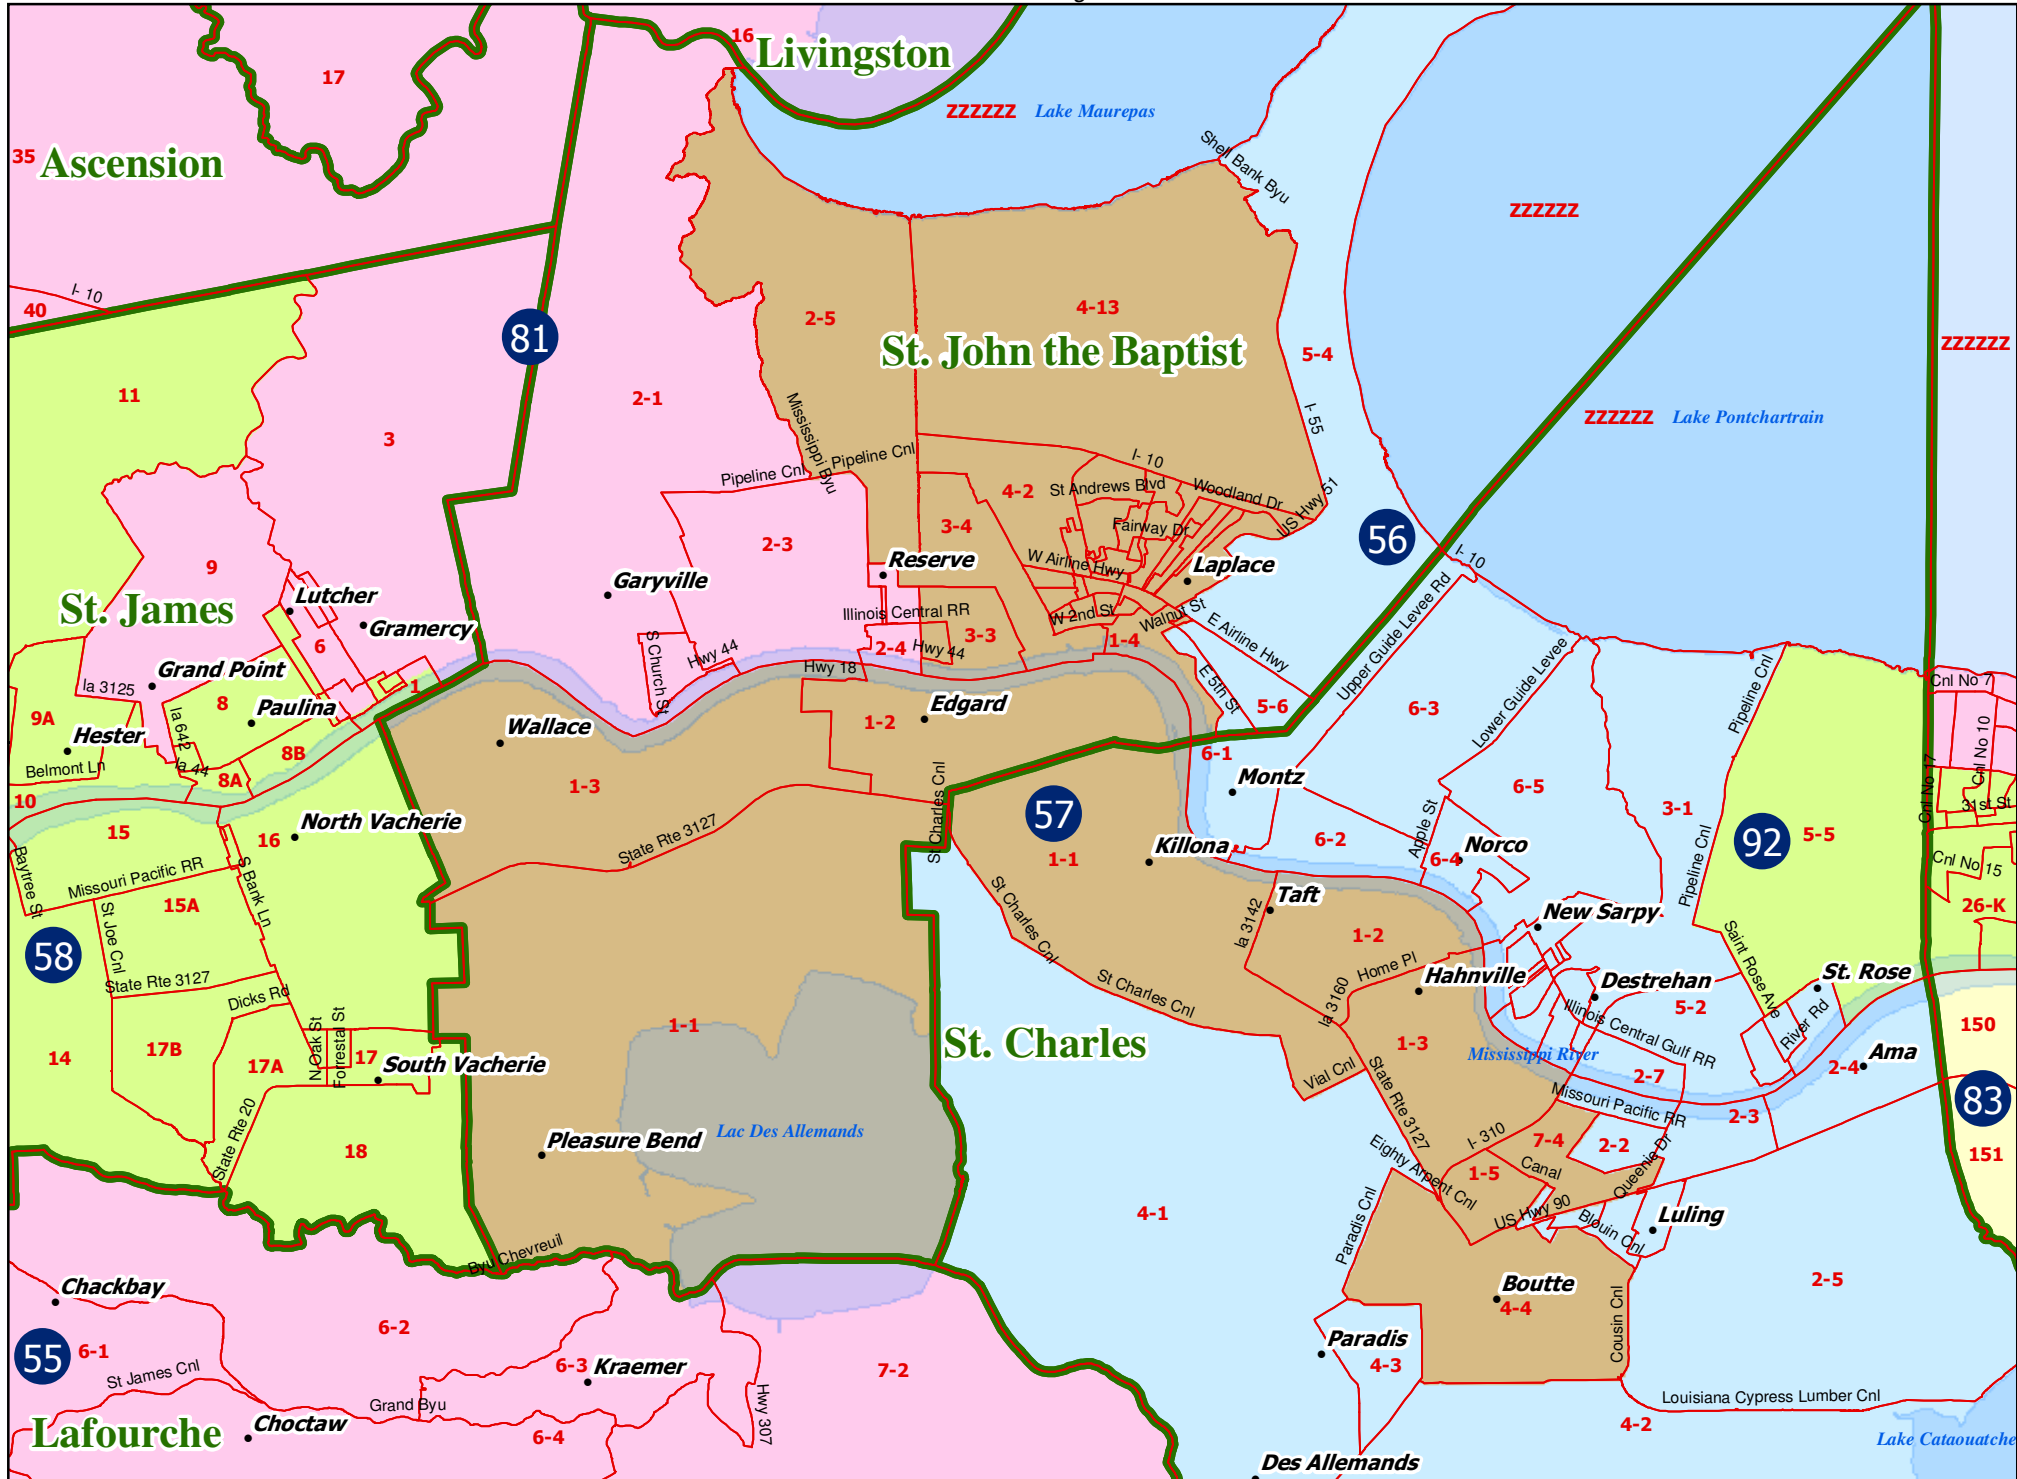 16
Livingston
17
ZZZZZZ
Lake Maurepas
35
Ascension
Shell Bank Byu
ZZZZZZ
I- 10
40
81
2-5
4-13
St. John the Baptist
5-4
ZZZZZZ
11
2-1
3
Mississippi Byu
I- 55
ZZZZZZ
Lake Pontchartrain
Pipeline Cnl
Pipeline Cnl
I- 10
4-2
St Andrews Blvd
Woodland Dr
US Hwy 51
3-4
Fairway Dr
56
9
2-3
Reserve
W Airline Hwy
Laplace
I- 10
Garyville
Lutcher
St. James
Gramercy
6
Illinois Central RR
W 2nd St
Walnut St
E Airline Hwy
Upper Guide Levee Rd
S Church St
Hwy 44
2-4
Hwy 44
3-3
1-4
Lower Guide Levee
Grand Point
la 3125
1
Hwy 18
E 5th St
Pipeline Cnl
Cnl No 7
8
Paulina
la 642
9A
Hester
Wallace
1-2
Edgard
5-6
6-3
6-1
Cnl No 10
8B
Belmont Ln
la 44
8A
10
1-3
St Charles Cnl
Montz
6-5
Cnl No 17
31st St
57
3-1
15
16
North Vacherie
State Rte 3127
1-1
Killona
6-2
Apple St
6-4
Norco
92
5-5
Pipeline Cnl
Cnl No 15
Baytree St
Missouri Pacific RR
S Bank Ln
15A
St Joe Cnl
St Charles Cnl
la 3142
Taft
1-2
New Sarpy
26-K
58
State Rte 3127
Dicks Rd
St Charles Cnl
la 3160
Home Pl
Hahnville
Destrehan
Saint Rose Ave
St. Rose
5-2
Illinois Central Gulf RR
River Rd
14
17B
17A
N Oak St
Forrestal St
17
South Vacherie
1-1
St. Charles
1-3
Mississippi River
150
Ama
2-4
Vial Cnl
State Rte 3127
2-7
Missouri Pacific RR
2-3
83
State Rte 20
18
Pleasure Bend
Lac Des Allemands
I- 310
7-4
2-2
Queenie Dr
151
Eighty Arpent Cnl
1-5
Canal
4-1
Paradis Cnl
US Hwy 90
Blouin Cnl
Luling
Byu Chevreuil
Chackbay
6-2
Boutte
4-4
2-5
Cousin Cnl
55
6-1
St James Cnl
6-3
Kraemer
7-2
Paradis
4-3
Grand Byu
Hwy 307
Louisiana Cypress Lumber Cnl
Lafourche
Choctaw
6-4
4-2
Lake Cataouatche
Des Allemands
ZZZZZZ